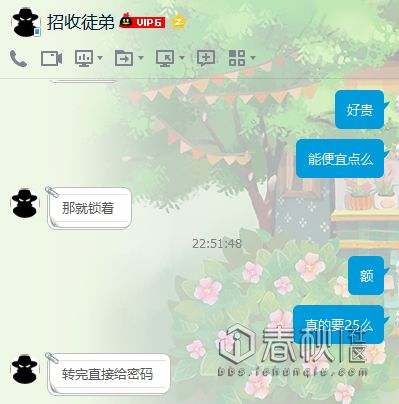 招收徒弟 VIP6
好贵
能便宜点么
那就锁着
22:51:48
额
真的要25么
春秋社区
bbs.ichunqiu.com
转完直接给密码